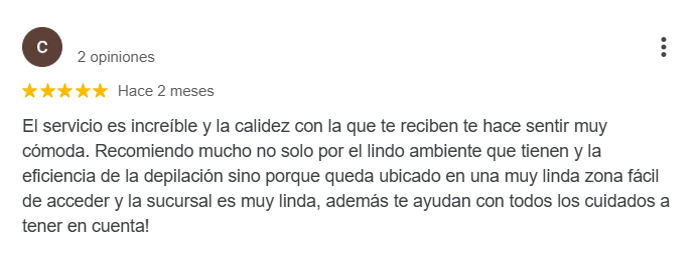 C
2 opiniones
Hace 2 meses
El servicio es increíble y la calidez con la que te reciben te hace sentir muy
cómoda. Recomiendo mucho no solo por el lindo ambiente que tienen y la
eficiencia de la depilación sino porque queda ubicado en una muy linda zona fácil
de acceder y la sucursal es muy linda, además te ayudan con todos los cuidados a
tener en cuenta!